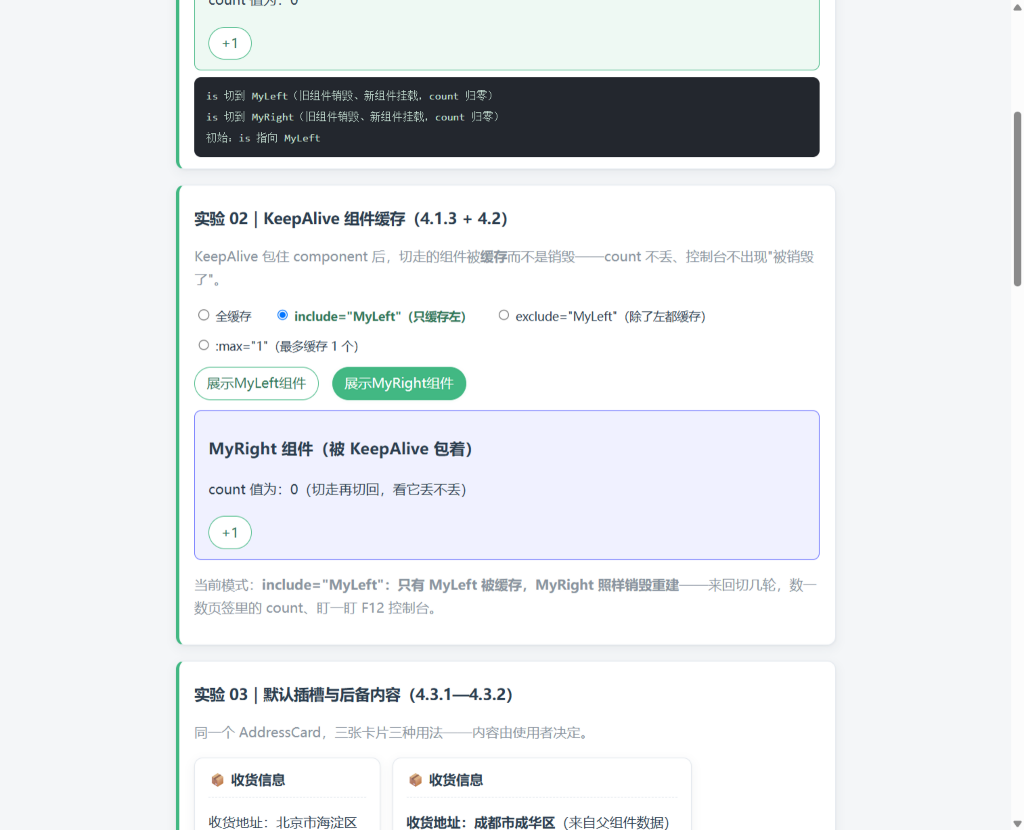 count 值为：0
+1
is 切到 MyLeft（旧组件销毁、新组件挂载，count 归零）
is 切到 MyRight（旧组件销毁、新组件挂载，count 归零）
初始：is 指向 MyLeft
实验 02｜KeepAlive 组件缓存（4.1.3 + 4.2）
KeepAlive 包住 component 后，切走的组件被缓存而不是销毁——count 不丢、控制台不出现"被销毁
了"。
全缓存 include="MyLeft"（只缓存左） exclude="MyLeft"（除了左都缓存）
:max="1"（最多缓存 1 个）
展示MyLeft组件 展示MyRight组件
MyRight 组件（被 KeepAlive 包着）
count 值为：0（切走再切回，看它丢不丢）
+1
当前模式：include="MyLeft"：只有 MyLeft 被缓存，MyRight 照样销毁重建——来回切几轮，数一
数页签里的 count、盯一盯 F12 控制台。
实验 03｜默认插槽与后备内容（4.3.1—4.3.2）
同一个 AddressCard，三张卡片三种用法——内容由使用者决定。
📦 收货信息 📦 收货信息
收货地址：北京市海淀区 收货地址：成都市成华区（来自父组件数据）